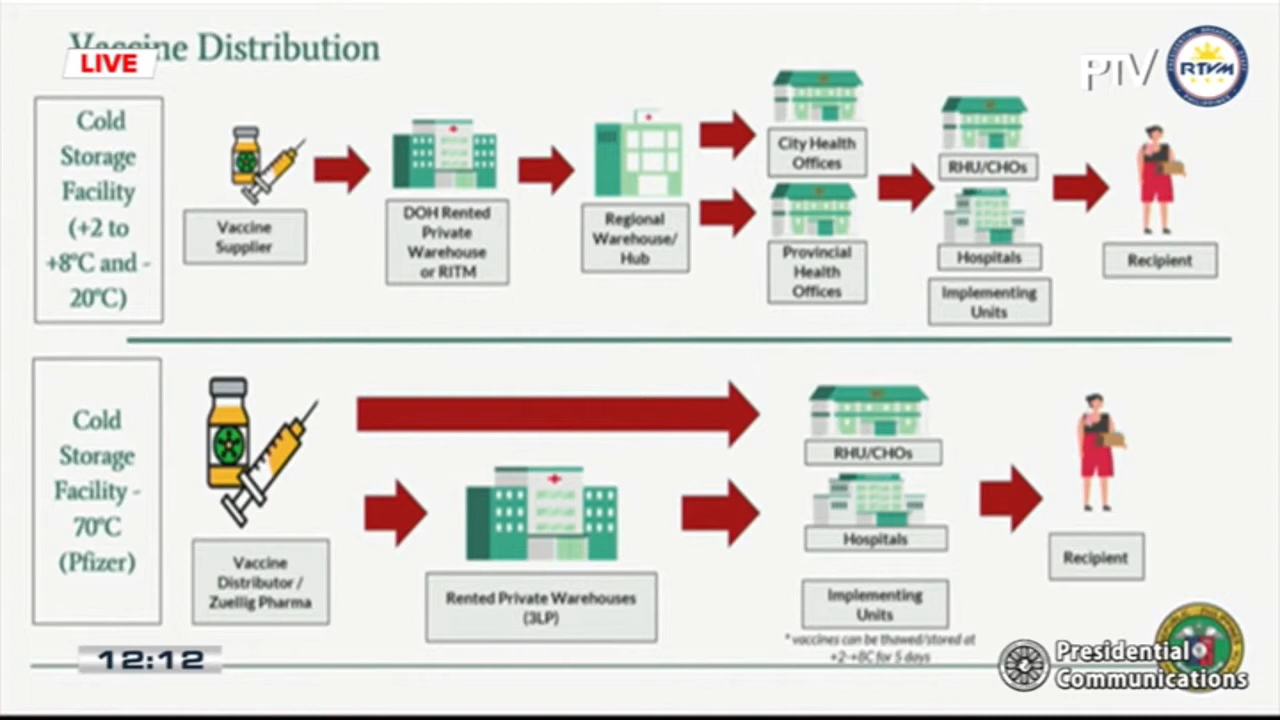 Vaccine Distribution
LIVE
PTV
RTVM
Cold
Storage
Facility
(+2 to
+8°C and -
20°C)
Vaccine
Supplier
DOH Rented
Private
Warehouse
or RITM
Regional
Warehouse/
Hub
City Health
Offices
Provincial
Health
Offices
RHU/CHOs
Hospitals
Implementing
Units
Recipient
Cold
Storage
Facility -
70°C
(Pfizer)
Vaccine
Distributor /
Zuellig Pharma
Rented Private Warehouses
(3LP)
RHU/CHOs
Hospitals
Implementing
Units
* vaccines can be thawed/stored at
+2-+8C for 5 days
Recipient
12:12
Presidential
Communications